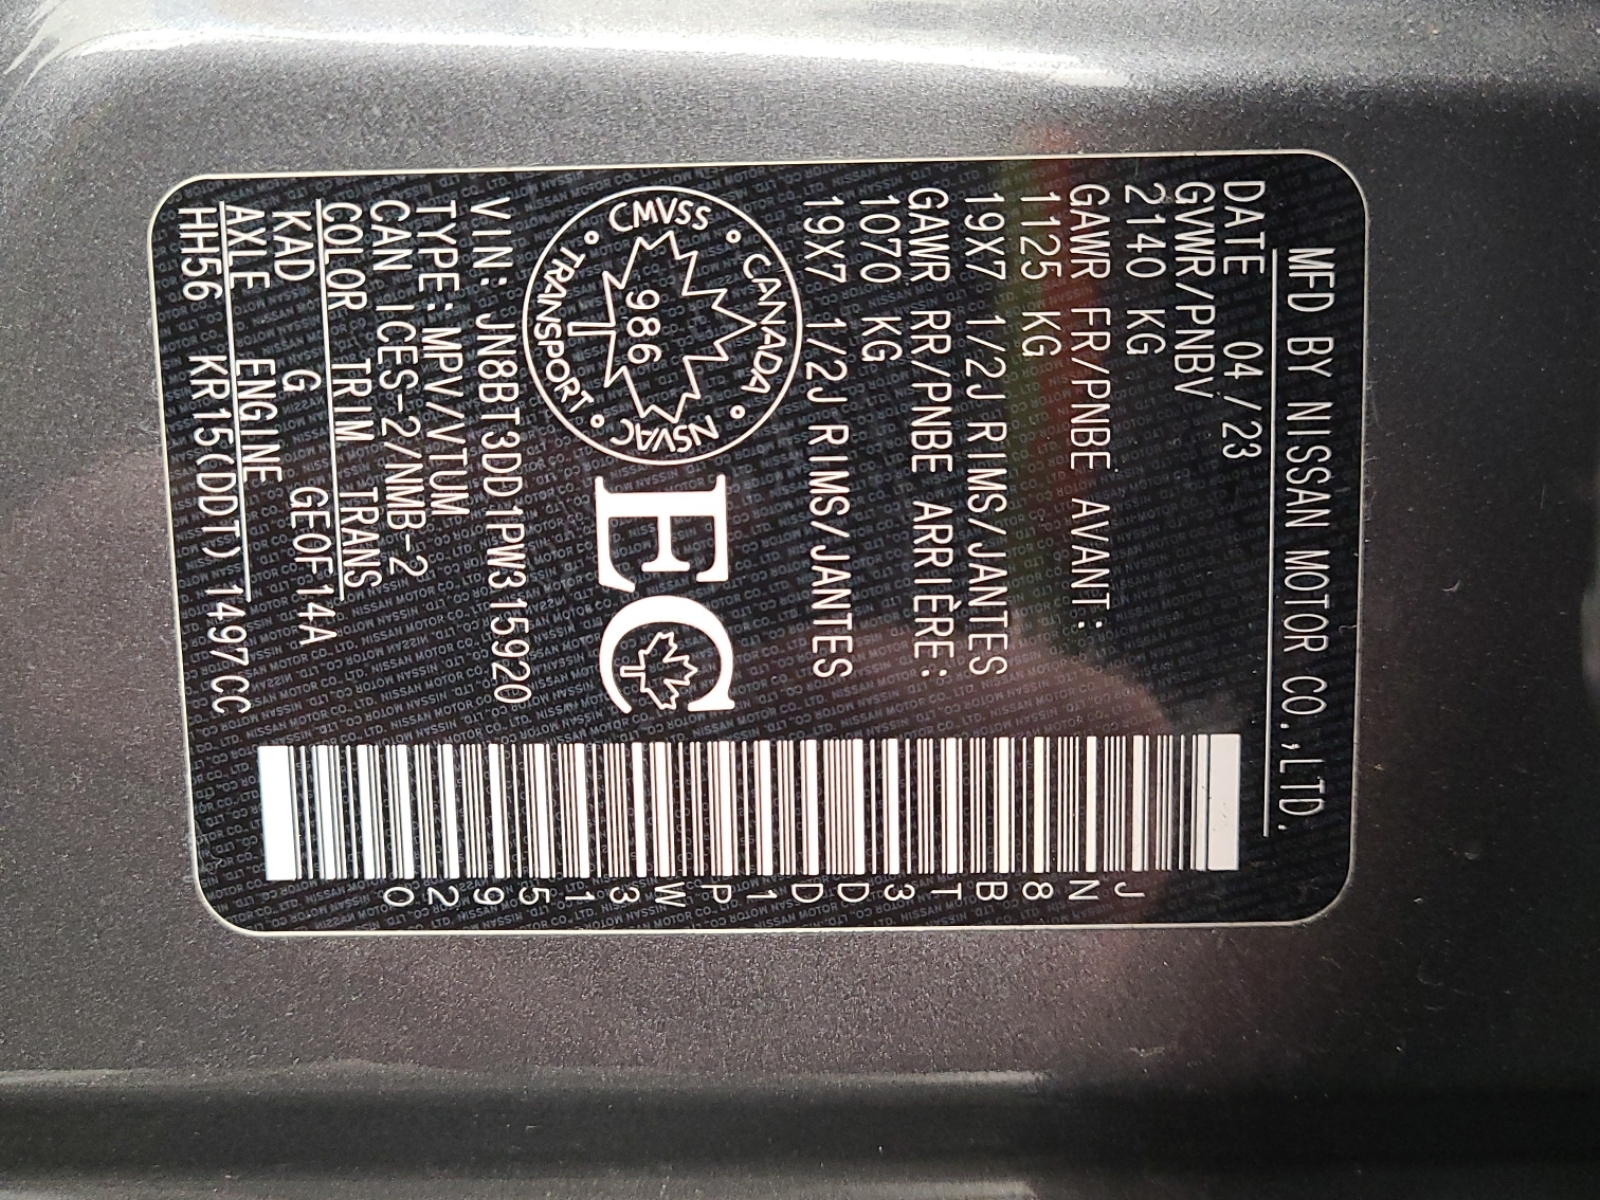 MFD BY NISSAN MOTOR CO.,LTD.
DATE 04/23
GVWR/PNBV
2140 KG
GAWR FR/PNBE AVANT:
1125 KG
19X7 1/2J RIMS/JANTES
GAWR RR/PNBE ARRIÈRE:
1070 KG
19X7 1/2J RIMS/JANTES
CMVSS • CANADA • NSVAC • TRANSPORT •
986
EC
VIN: JN8BT3DD1PW315920
TYPE:MPV/VTUM
CAN ICES-2/NMB-2
COLOR TRIM TRANS
KAD G GE0F14A
AXLE ENGINE
HH56 KR15(DDT) 1497CC
JN8BT3DD1PW315920